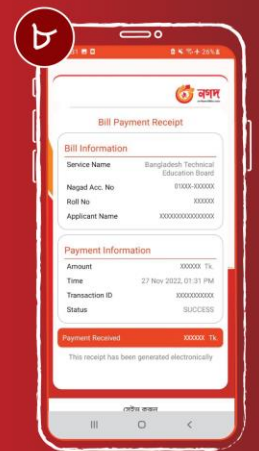 ৮
নগদ
Bill Payment Receipt
Bill Information
Service Name Bangladesh Technical
Education Board
Nagad Acc. No 01XXX-XXXXXX
Roll No XXXXXX
Applicant Name XXXXXXXXXXXXXXX
Payment Information
Amount XXXXXX Tk.
Time 27 Nov 2022, 01:31 PM
Transaction ID XXXXXXXXXXX
Status SUCCESS
Payment Received XXXXXX Tk.
This receipt has been generated electronically